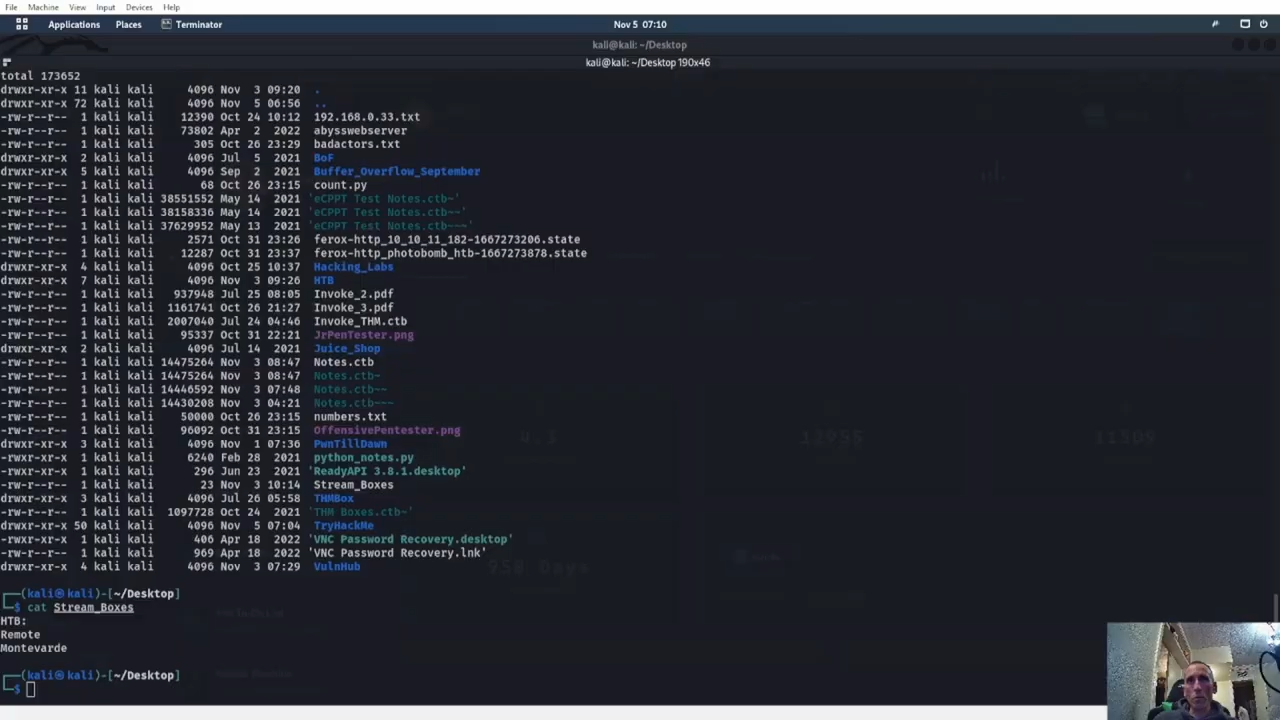 File Machine View Input Devices Help
Applications Places Terminator Nov 5 07:10
kali@kali: ~/Desktop
kali@kali: ~/Desktop 190x46
total 173652
drwxr-xr-x 11 kali kali 4096 Nov 3 09:20 .
drwxr-xr-x 72 kali kali 4096 Nov 5 06:56 ..
-rw-r--r-- 1 kali kali 12390 Oct 24 10:12 192.168.0.33.txt
-rw-r--r-- 1 kali kali 73802 Apr 2 2022 abysswebserver
-rw-r--r-- 1 kali kali 305 Oct 26 23:29 badactors.txt
drwxr-xr-x 2 kali kali 4096 Jul 5 2021 BoF
drwxr-xr-x 5 kali kali 4096 Sep 2 2021 Buffer_Overflow_September
-rw-r--r-- 1 kali kali 68 Oct 26 23:15 count.py
-rw-r--r-- 1 kali kali 38551552 May 14 2021 'eCPPT Test Notes.ctb~'
-rw-r--r-- 1 kali kali 38158336 May 14 2021 'eCPPT Test Notes.ctb~~'
-rw-r--r-- 1 kali kali 37629952 May 13 2021 'eCPPT Test Notes.ctb~~~'
-rw-r--r-- 1 kali kali 2571 Oct 31 23:26 ferox-http_10_10_11_182-1667273206.state
-rw-r--r-- 1 kali kali 12287 Oct 31 23:37 ferox-http_photobomb_htb-1667273878.state
drwxr-xr-x 4 kali kali 4096 Oct 25 10:37 Hacking_Labs
drwxr-xr-x 7 kali kali 4096 Nov 3 09:26 HTB
-rw-r--r-- 1 kali kali 937948 Jul 25 08:05 Invoke_2.pdf
-rw-r--r-- 1 kali kali 1161741 Oct 26 21:27 Invoke_3.pdf
-rw-r--r-- 1 kali kali 2007040 Jul 24 04:46 Invoke_THM.ctb
-rw-r--r-- 1 kali kali 95337 Oct 31 22:21 JrPenTester.png
drwxr-xr-x 2 kali kali 4096 Jul 14 2021 Juice_Shop
-rw-r--r-- 1 kali kali 14475264 Nov 3 08:47 Notes.ctb
-rw-r--r-- 1 kali kali 14475264 Nov 3 08:47 Notes.ctb~
-rw-r--r-- 1 kali kali 14446592 Nov 3 07:48 Notes.ctb~~
-rw-r--r-- 1 kali kali 14430208 Nov 3 04:21 Notes.ctb~~~
-rw-r--r-- 1 kali kali 50000 Oct 26 23:15 numbers.txt
-rw-r--r-- 1 kali kali 96092 Oct 31 23:15 OffensivePentester.png
drwxr-xr-x 3 kali kali 4096 Nov 1 07:36 PwnTillDawn
-rw-r--r-- 1 kali kali 6240 Feb 28 2021 python_notes.py
-rw-r--r-- 1 kali kali 296 Jun 23 2021 'ReadyAPI 3.8.1.desktop'
-rw-r--r-- 1 kali kali 23 Nov 3 10:14 Stream_Boxes
drwxr-xr-x 3 kali kali 4096 Jul 26 05:58 THMBox
-rw-r--r-- 1 kali kali 1097728 Oct 24 2021 'THM Boxes.ctb~'
drwxr-xr-x 50 kali kali 4096 Nov 5 07:04 TryHackMe
-rw-r--r-- 1 kali kali 406 Apr 18 2022 'VNC Password Recovery.desktop'
-rw-r--r-- 1 kali kali 969 Apr 18 2022 'VNC Password Recovery.lnk'
drwxr-xr-x 4 kali kali 4096 Nov 3 07:29 VulnHub
┌──(kali㉿kali)-[~/Desktop]
└─$ cat Stream_Boxes
HTB:
Remote
Montevarde
┌──(kali㉿kali)-[~/Desktop]
└─$